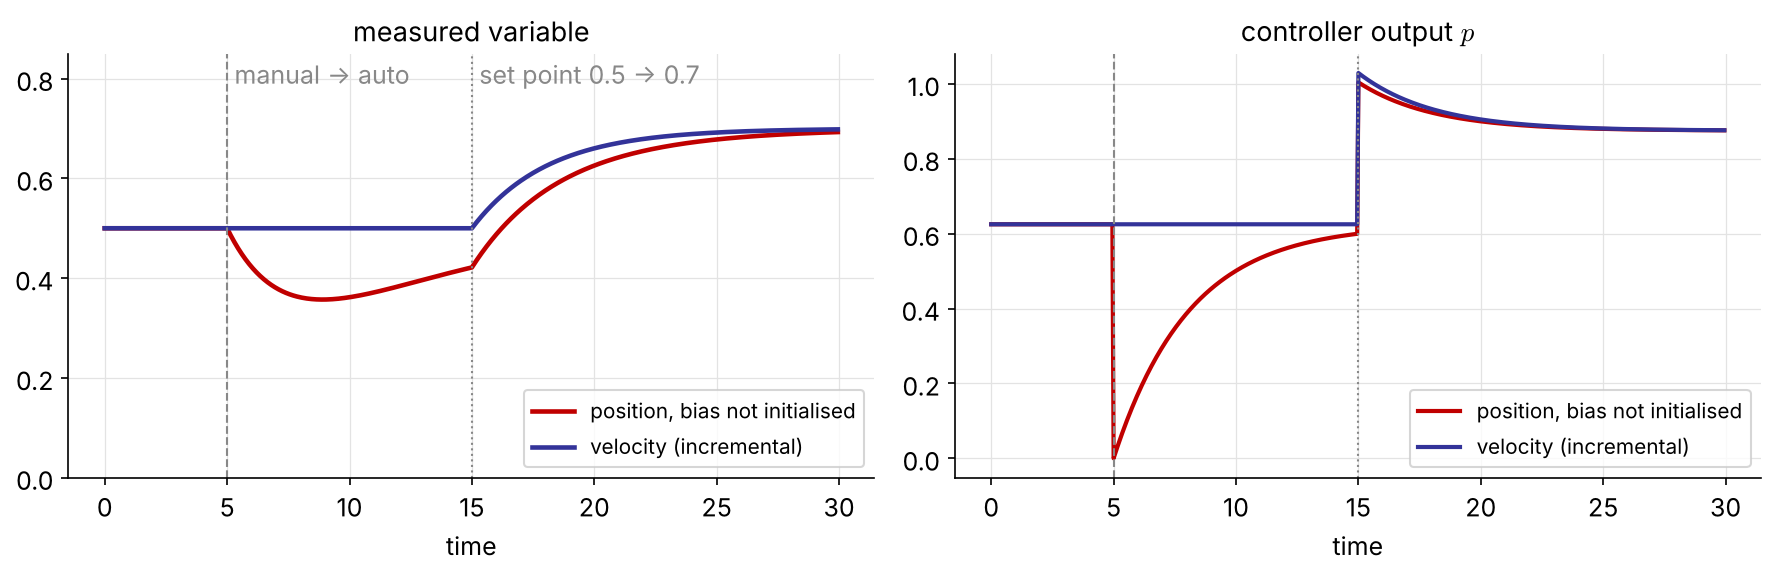 measured variable
manual → auto
set point 0.5 → 0.7
0.8
0.6
0.4
0.2
0.0
position, bias not initialised
velocity (incremental)
0 5 10 15 20 25 30
time
controller output p
1.0
0.8
0.6
0.4
0.2
0.0
position, bias not initialised
velocity (incremental)
0 5 10 15 20 25 30
time